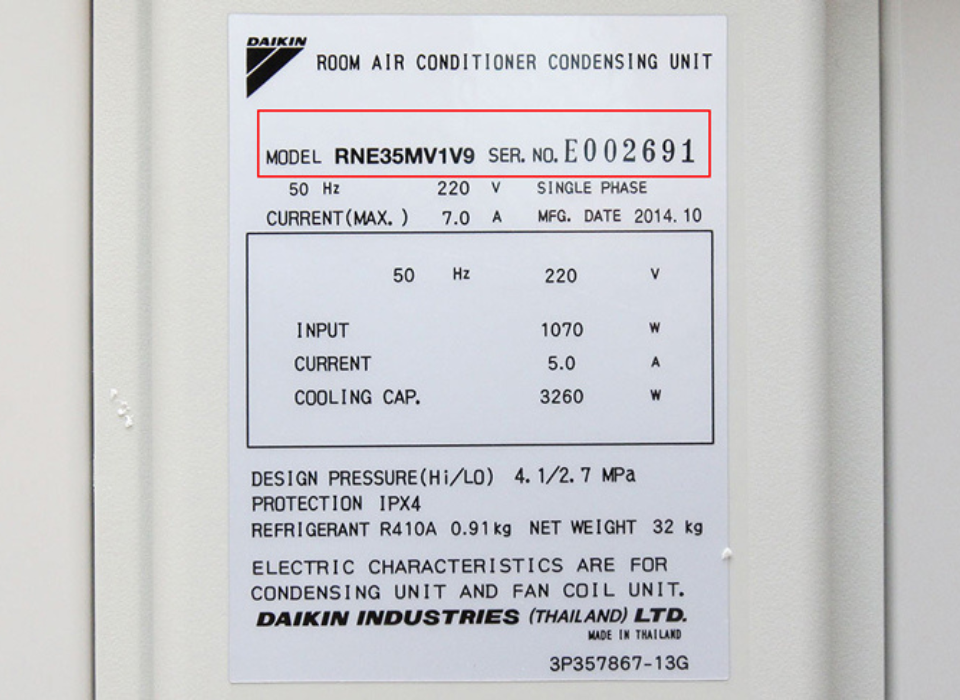 DAIKIN
ROOM AIR CONDITIONER CONDENSING UNIT
MODEL RNE35MV1V9 SER. NO. E002691
50 Hz 220 V SINGLE PHASE
CURRENT(MAX.) 7.0 A MFG. DATE 2014.10
50 Hz 220 V
INPUT 1070 W
CURRENT 5.0 A
COOLING CAP. 3260 W
DESIGN PRESSURE(Hi/LO) 4.1/2.7 MPa
PROTECTION IPX4
REFRIGERANT R410A 0.91kg NET WEIGHT 32 kg
ELECTRIC CHARACTERISTICS ARE FOR
CONDENSING UNIT AND FAN COIL UNIT.
DAIKIN INDUSTRIES (THAILAND) LTD.
MADE IN THAILAND
3P357867-13G